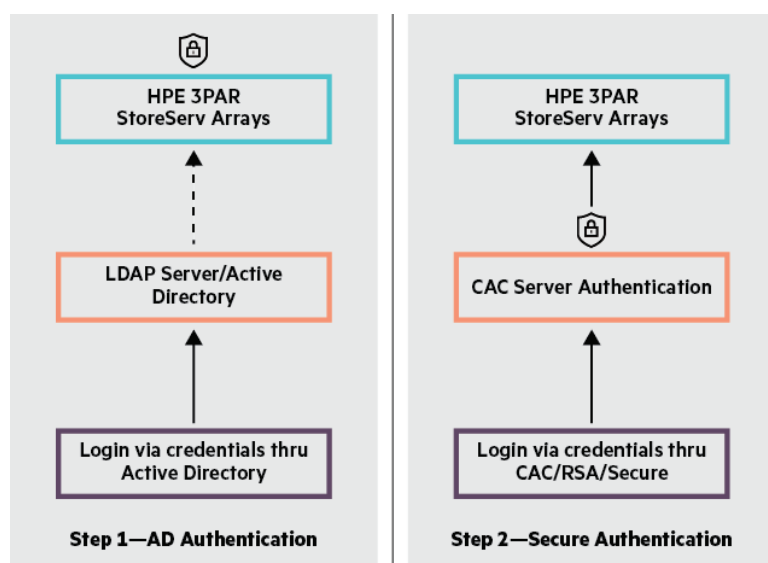 HPE 3PAR
StoreServ Arrays
LDAP Server/Active
Directory
Login via credentials thru
Active Directory
Step 1—AD Authentication
HPE 3PAR
StoreServ Arrays
CAC Server Authentication
Login via credentials thru
CAC/RSA/Secure
Step 2—Secure Authentication